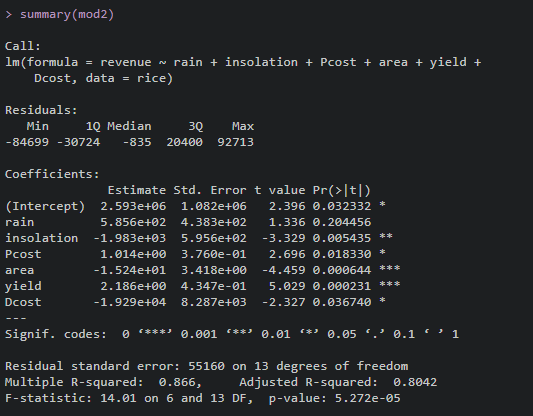 > summary(mod2)
Call:
lm(formula = revenue ~ rain + insolation + Pcost + area + yield +
    Dcost, data = rice)
Residuals:
   Min     1Q Median     3Q    Max
-84699 -30724   -835  20400  92713
Coefficients:
              Estimate Std. Error t value Pr(>|t|)
(Intercept)  2.593e+06  1.082e+06   2.396 0.032332 *
rain         5.856e+02  4.383e+02   1.336 0.204456
insolation  -1.983e+03  5.956e+02  -3.329 0.005435 **
Pcost        1.014e+00  3.760e-01   2.696 0.018330 *
area        -1.524e+01  3.418e+00  -4.459 0.000644 ***
yield        2.186e+00  4.347e-01   5.029 0.000231 ***
Dcost       -1.929e+04  8.287e+03  -2.327 0.036740 *
---
Signif. codes:  0 ‘***’ 0.001 ‘**’ 0.01 ‘*’ 0.05 ‘.’ 0.1 ‘ ’ 1
Residual standard error: 55160 on 13 degrees of freedom
Multiple R-squared:  0.866,     Adjusted R-squared:  0.8042
F-statistic: 14.01 on 6 and 13 DF,  p-value: 5.272e-05